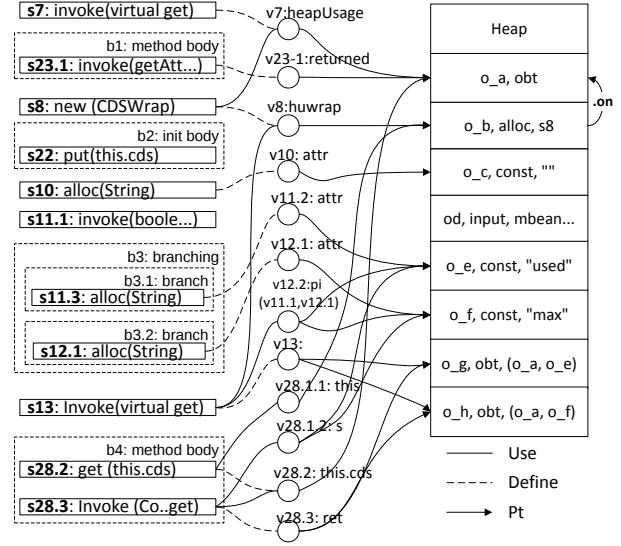 s7: invoke(virtual get)
b1: method body
s23.1: invoke(getAtt...)
s8: new (CDSWrap)
b2: init body
s22: put(this.cds)
s10: alloc(String)
s11.1: invoke(boole...)
b3: branching
b3.1: branch
s11.3: alloc(String)
b3.2: branch
s12.1: alloc(String)
s13: Invoke(virtual get)
b4: method body
s28.2: get (this.cds)
s28.3: Invoke (Co..get)
v7:heapUsage
v23-1:returned
v8:huwrap
v10: attr
v11.2: attr
v12.1: attr
v12.2:pi
(v11.1,v12.1)
v13:
v28.1.1: this
v28.1.2: s
v28.2: this.cds
v28.3: ret
Heap
o_a, obt
o_b, alloc, s8
o_c, const, ""
od, input, mbean...
o_e, const, "used"
o_f, const, "max"
o_g, obt, (o_a, o_e)
o_h, obt, (o_a, o_f)
.on
Use
Define
Pt